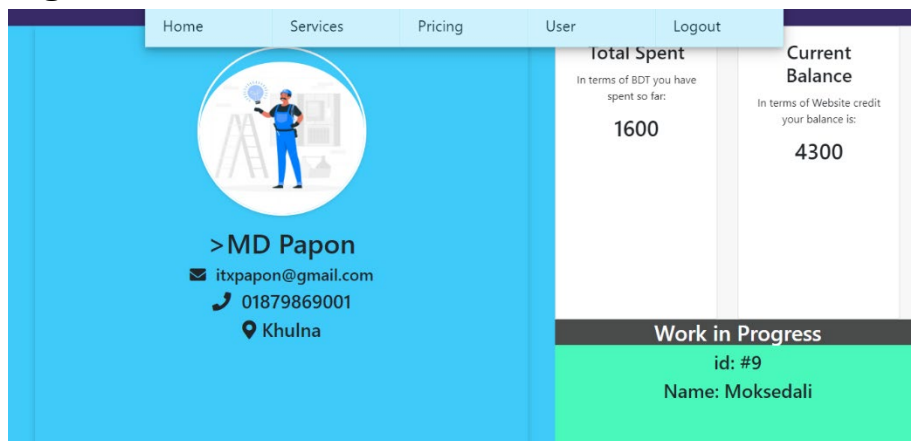 Home Services Pricing User Logout
>MD Papon
itxpapon@gmail.com
01879869001
Khulna
Total Spent
In terms of BDT you have
spent so far:
1600
Current
Balance
In terms of Website credit
your balance is:
4300
Work in Progress
id: #9
Name: Moksedali